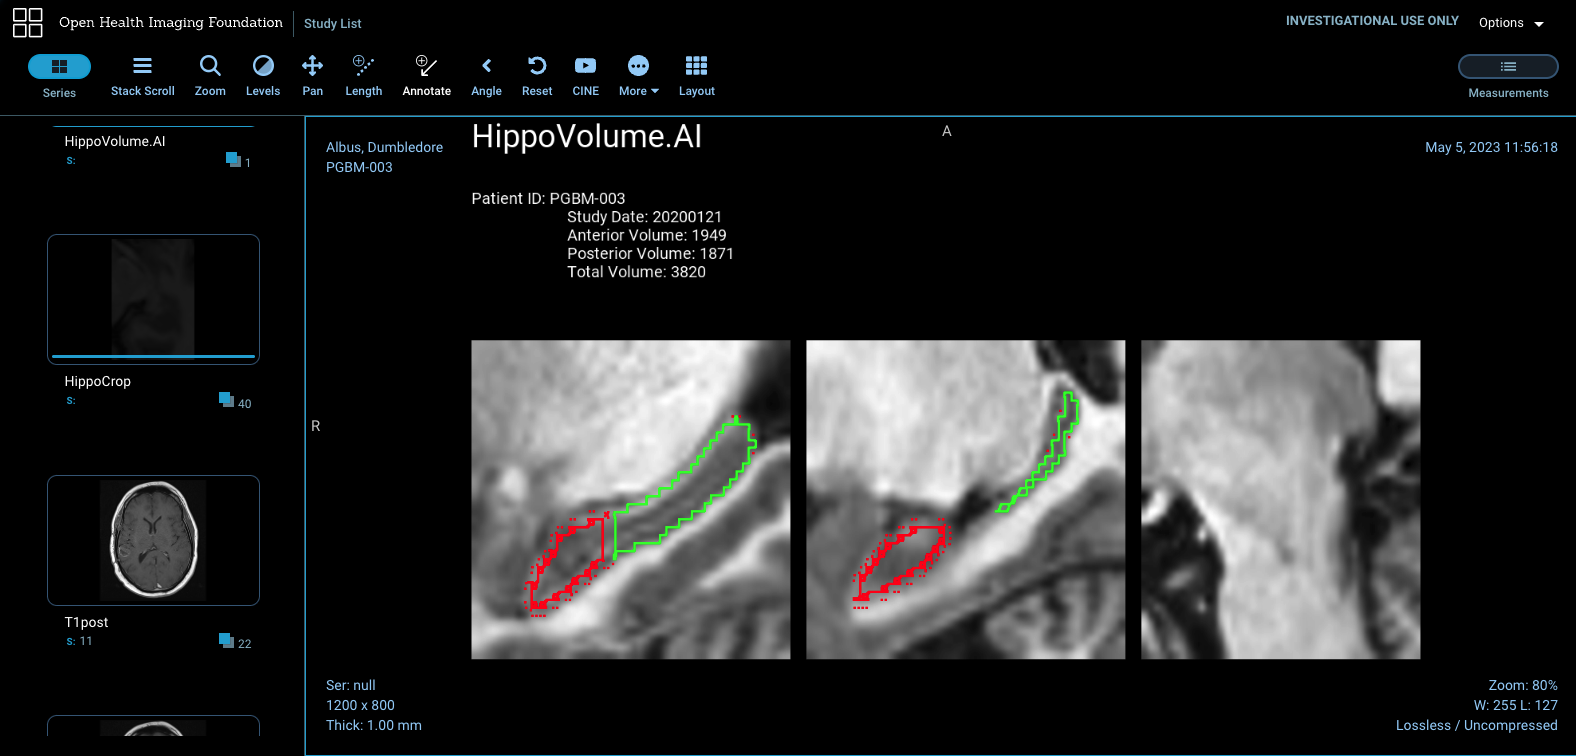 Open Health Imaging Foundation
Study List
INVESTIGATIONAL USE ONLY
Options
Series
Stack Scroll
Zoom
Levels
Pan
Length
Annotate
Angle
Reset
CINE
More
Layout
Measurements
HippoVolume.AI
S:
1
HippoCrop
S:
40
T1post
S: 11
22
Albus, Dumbledore
PGBM-003
HippoVolume.AI
A
May 5, 2023 11:56:18
Patient ID: PGBM-003
Study Date: 20200121
Anterior Volume: 1949
Posterior Volume: 1871
Total Volume: 3820
R
Ser: null
1200 x 800
Thick: 1.00 mm
Zoom: 80%
W: 255 L: 127
Lossless / Uncompressed